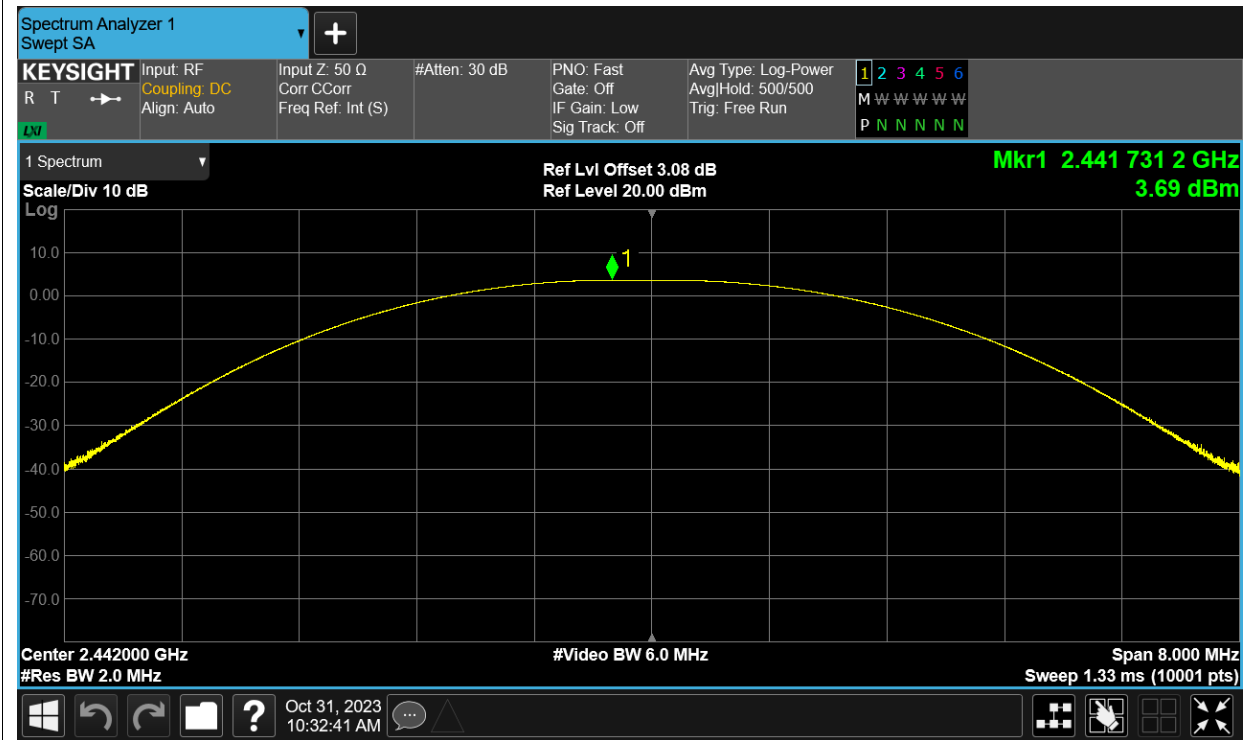 Spectrum Analyzer 1
Swept SA
KEYSIGHT
R T
LXI
Input: RF
Coupling: DC
Align: Auto
Input Z: 50 Ω
Corr CCorr
Freq Ref: Int (S)
#Atten: 30 dB
PNO: Fast
Gate: Off
IF Gain: Low
Sig Track: Off
Avg Type: Log-Power
Avg|Hold: 500/500
Trig: Free Run
1 2 3 4 5 6
M W W W W W
P N N N N N
1 Spectrum
Scale/Div 10 dB
Log
Ref Lvl Offset 3.08 dB
Ref Level 20.00 dBm
Mkr1 2.441 731 2 GHz
3.69 dBm
1
10.0
0.00
-10.0
-20.0
-30.0
-40.0
-50.0
-60.0
-70.0
Center 2.442000 GHz
#Res BW 2.0 MHz
#Video BW 6.0 MHz
Span 8.000 MHz
Sweep 1.33 ms (10001 pts)
?
Oct 31, 2023
10:32:41 AM